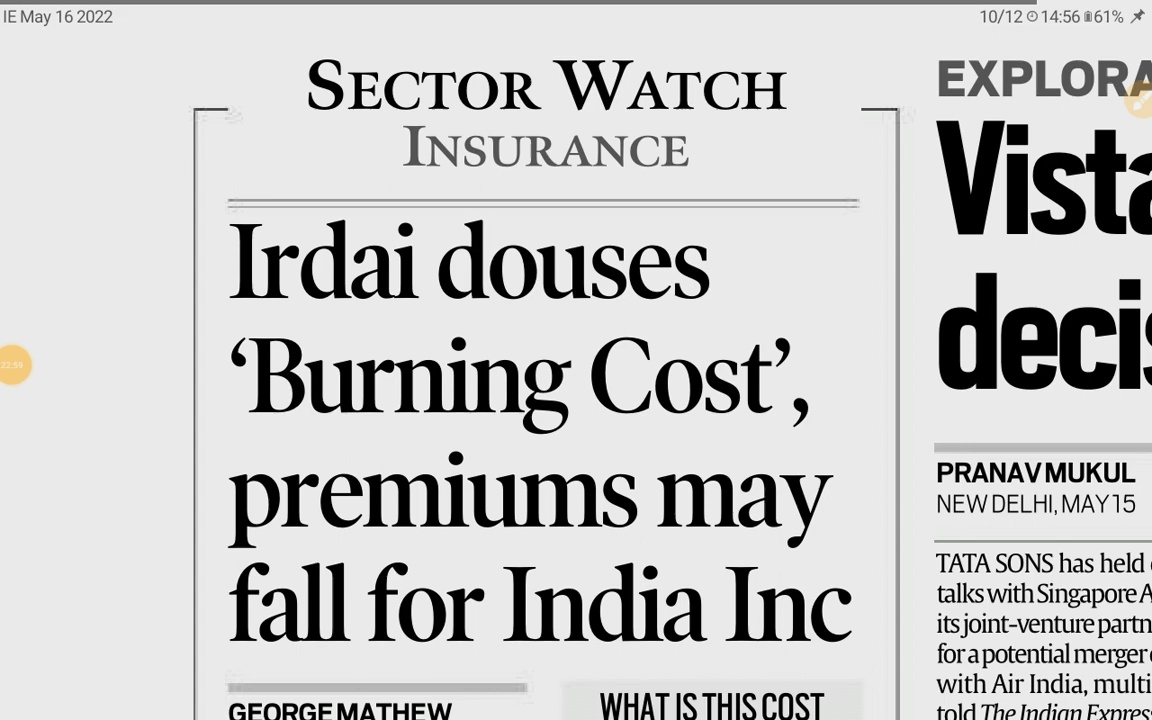 IE May 16 2022
10/12 14:56 61%
SECTOR WATCH
INSURANCE
Irdai douses
‘Burning Cost’,
premiums may
fall for India Inc
GEORGE MATHEW
WHAT IS THIS COST
22:59
EXPLORA
Vista
decis
PRANAV MUKUL
NEW DELHI, MAY 15
TATA SONS has held
talks with Singapore A
its joint-venture partn
for a potential merger
with Air India, multi
told The Indian Expres